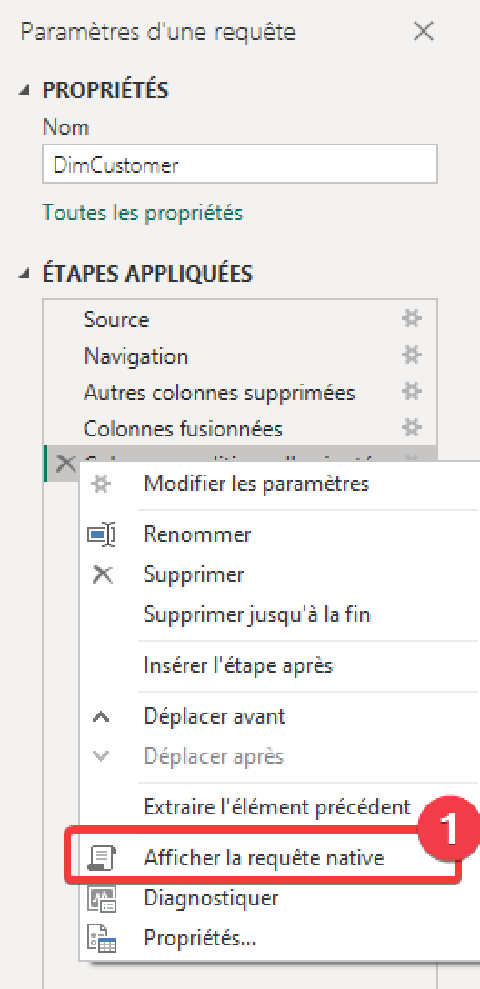 Paramètres d'une requête
PROPRIÉTÉS
Nom
DimCustomer
Toutes les propriétés
ÉTAPES APPLIQUÉES
Source
Navigation
Autres colonnes supprimées
Colonnes fusionnées
Modifier les paramètres
Renommer
Supprimer
Supprimer jusqu'à la fin
Insérer l'étape après
Déplacer avant
Déplacer après
Extraire l'élément précédent
1
Afficher la requête native
Diagnostiquer
Propriétés...